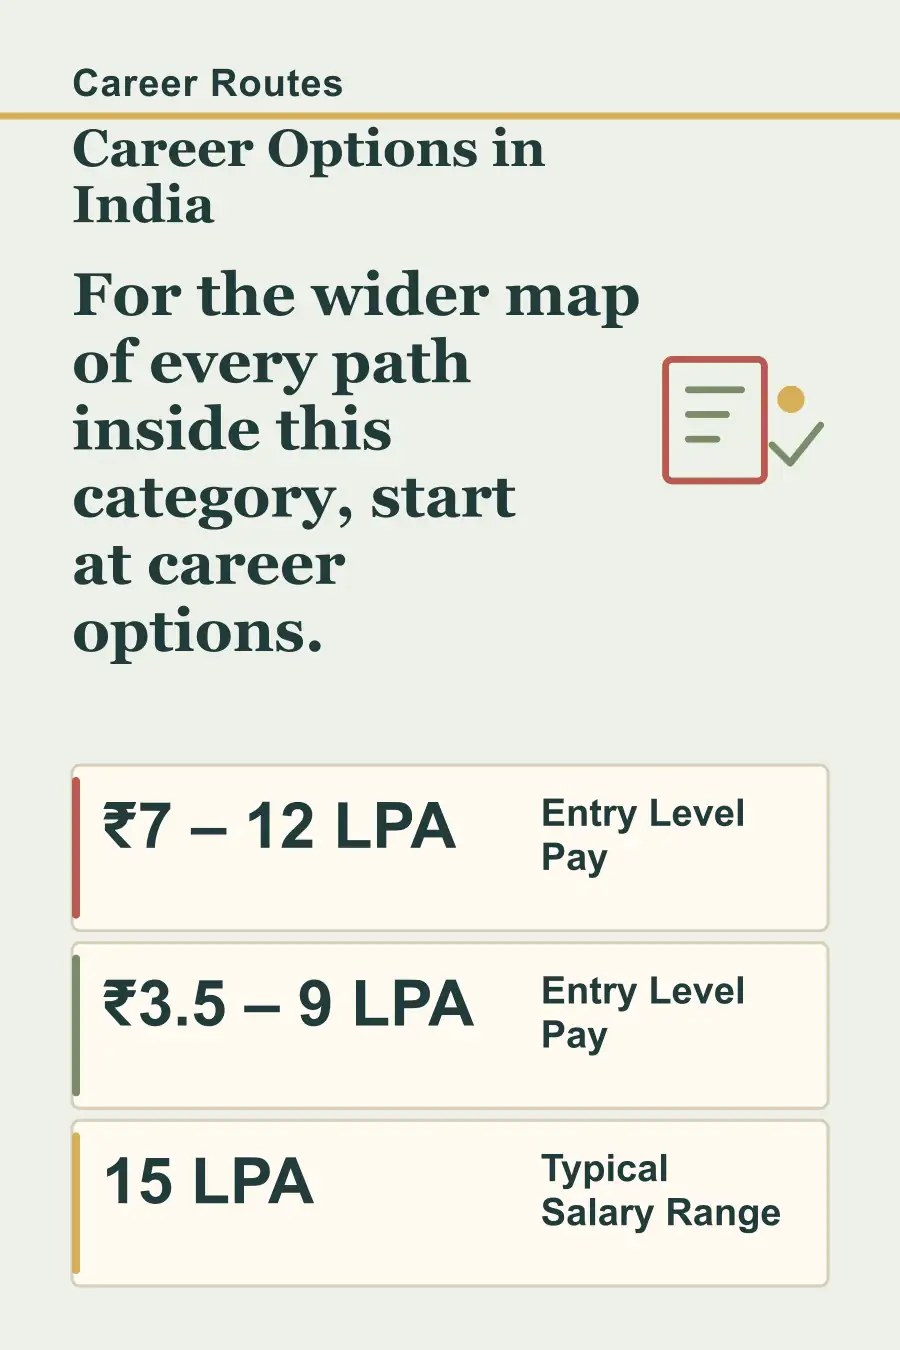 Career Routes
Career Options in
India
For the wider map
of every path
inside this
category, start
at career
options.
₹7 – 12 LPA
Entry Level
Pay
₹3.5 – 9 LPA
Entry Level
Pay
15 LPA
Typical
Salary Range